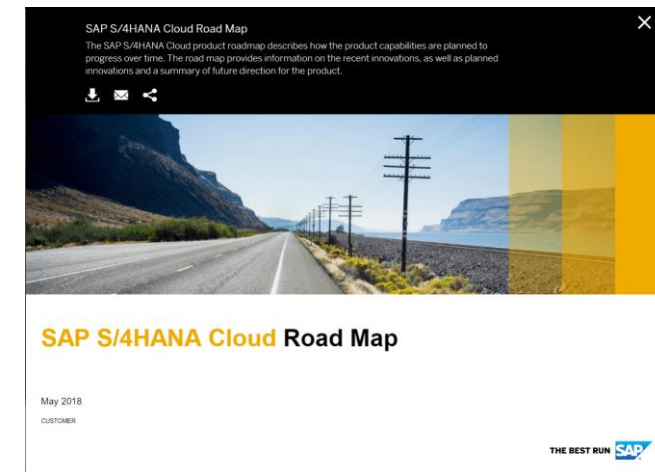 SAP S/4HANA Cloud Road Map
The SAP S/4HANA Cloud product roadmap describes how the product capabilities are planned to
progress over time. The road map provides information on the recent innovations, as well as planned
innovations and a summary of future direction for the product.
SAP S/4HANA Cloud Road Map
May 2018
CUSTOMER
THE BEST RUN SAP